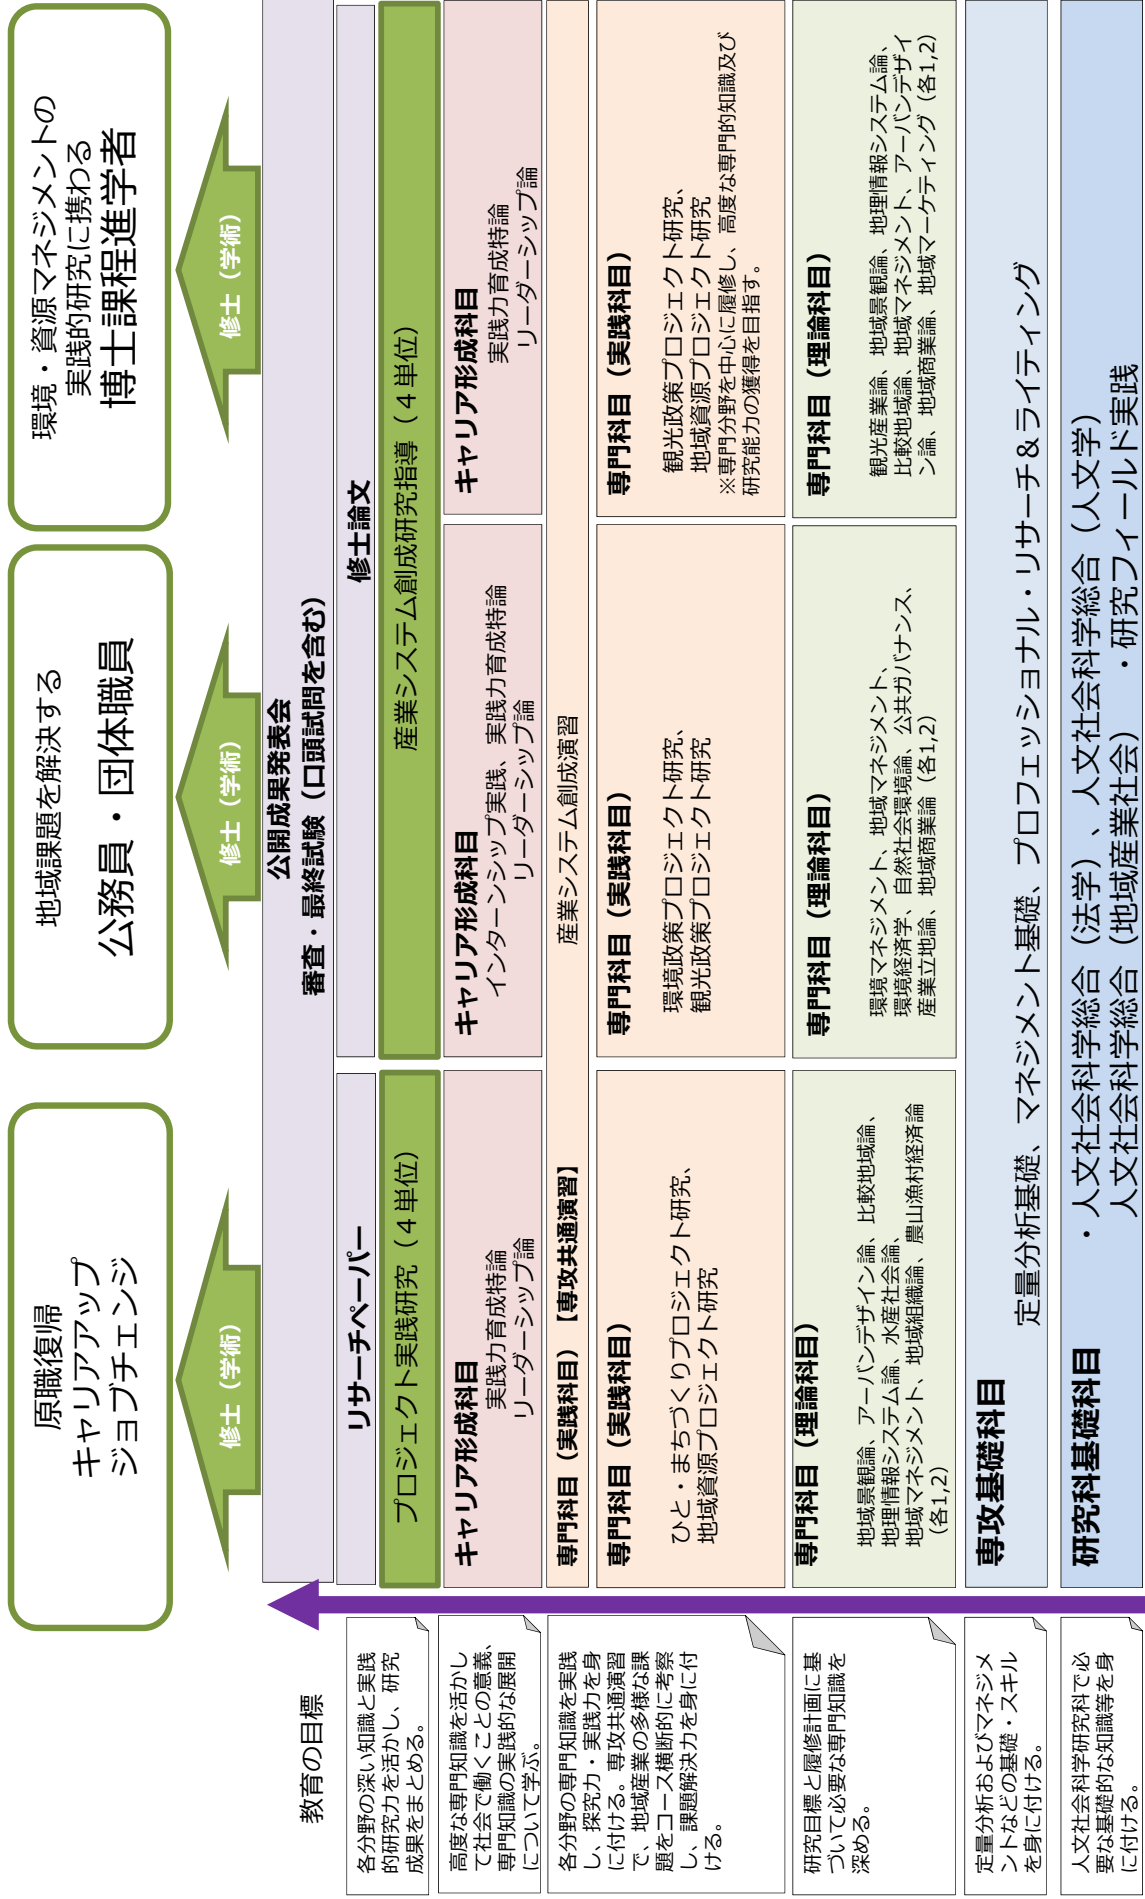 原職復帰
キャリアアップ
ジョブチェンジ
地域課題を解決する
公務員・団体職員
環境・資源マネジメントの
実践的研究に携わる
博士課程進学者
修士（学術）
修士（学術）
修士（学術）
教育の目標
公開成果発表会
審査・最終試験（口頭試問を含む）
各分野の深い知識と実践
的研究力を活かし、研究
成果をまとめる。
リサーチペーパー
修士論文
プロジェクト実践研究（４単位）
産業システム創成研究指導（４単位）
高度な専門知識を活かし
て社会で働くことの意義、
専門知識の実践的な展開
について学ぶ。
キャリア形成科目
実践力育成特論
リーダーシップ論
キャリア形成科目
インターンシップ実践、実践力育成特論
リーダーシップ論
キャリア形成科目
実践力育成特論
リーダーシップ論
各分野の専門知識を実践
し、探究力・実践力を身
に付ける。専攻共通演習
で、地域産業の多様な課
題をコース横断的に考察
し、課題解決力を身に付
ける。
専門科目（実践科目）【専攻共通演習】
産業システム創成演習
専門科目（実践科目）
ひと・まちづくりプロジェクト研究、
地域資源プロジェクト研究
専門科目（実践科目）
環境政策プロジェクト研究、
観光政策プロジェクト研究
専門科目（実践科目）
観光政策プロジェクト研究、
地域資源プロジェクト研究
※専門分野を中心に履修し、高度な専門的知識及び
研究能力の獲得を目指す。
研究目標と履修計画に基
づいて必要な専門知識を
深める。
専門科目（理論科目）
地域景観論、アーバンデザイン論、比較地域論、
地理情報システム論、水産社会論、
地域マネジメント、地域組織論、農山漁村経済論
（各1,2）
専門科目（理論科目）
環境マネジメント、地域マネジメント、
環境経済学、自然社会環境論、公共ガバナンス、
産業立地論、地域商業論（各1,2）
専門科目（理論科目）
観光産業論、地域景観論、地理情報システム論、
比較地域論、地域マネジメント、アーバンデザイ
ン論、地域商業論、地域マーケティング（各1,2）
定量分析およびマネジメ
ントなどの基礎・スキル
を身に付ける。
専攻基礎科目
定量分析基礎、マネジメント基礎、プロフェッショナル・リサーチ＆ライティング
人文社会科学研究科で必
要な基礎的な知識等を身
に付ける。
研究科基礎科目
・人文社会科学総合（法学）、人文社会科学総合（人文学）
人文社会科学総合（地域産業社会）　・研究フィールド実践